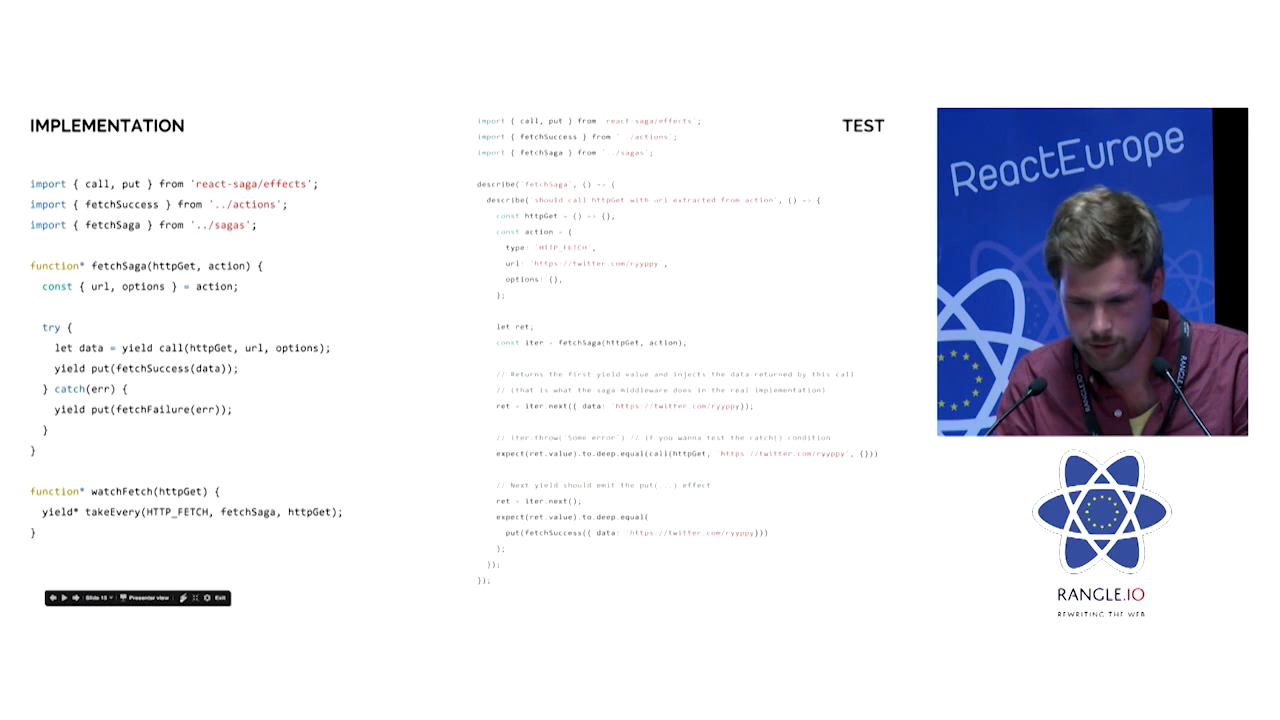 IMPLEMENTATION
import { call, put } from 'react-saga/effects';
import { fetchSuccess } from '../actions';
import { fetchSaga } from '../sagas';
function* fetchSaga(httpGet, action) {
const { url, options } = action;
try {
let data = yield call(httpGet, url, options);
yield put(fetchSuccess(data));
} catch(err) {
yield put(fetchFailure(err));
}
}
function* watchFetch(httpGet) {
yield* takeEvery(HTTP_FETCH, fetchSaga, httpGet);
}
Slide 13
Presenter view
Exit
TEST
import { call, put } from 'react-saga/effects';
import { fetchSuccess } from '../actions';
import { fetchSaga } from '../sagas';
describe('fetchSaga', () => {
describe('should call httpGet with url extracted from action', () => {
const httpGet = () => {};
const action = {
type: 'HTTP_FETCH',
url: 'https://twitter.com/ryyppy',
options: {},
};
let ret;
const iter = fetchSaga(httpGet, action);
// Returns the first yield value and injects the data returned by this call
// (that is what the saga middleware does in the real implementation)
ret = iter.next({ data: 'https://twitter.com/ryyppy});
// iter.throw('Some error') // if you wanna test the catch() condition
expect(ret.value).to.deep.equal(call(httpGet, 'https://twitter.com/ryyppy', {}))
// Next yield should emit the put(...) effect
ret = iter.next();
expect(ret.value).to.deep.equal(
put(fetchSuccess({ data: 'https://twitter.com/ryyppy}))
);
});
});
ReactEurope
RANGLE.IO
RANGLE.IO
RANGLE.IO
REWRITING THE WEB